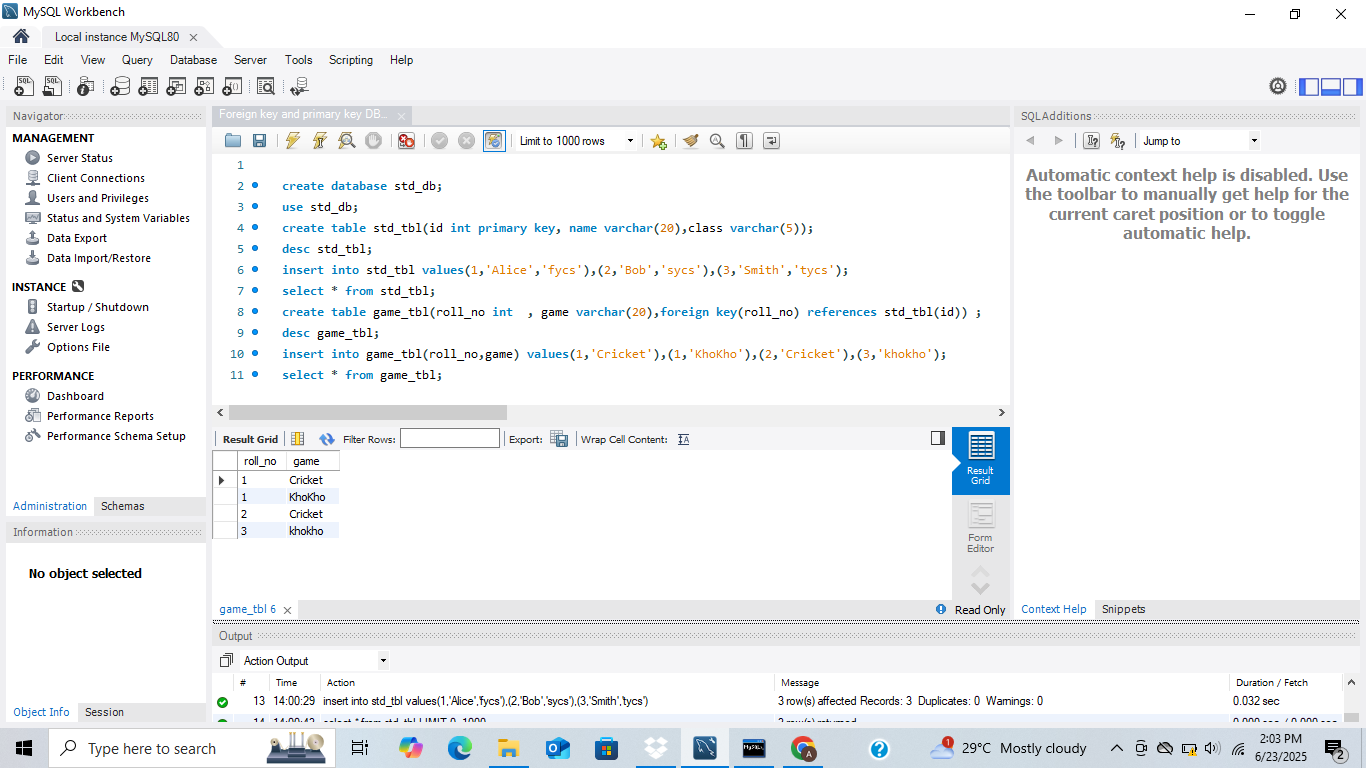 MySQL Workbench
Local instance MySQL80
File Edit View Query Database Server Tools Scripting Help
Navigator
MANAGEMENT
Server Status
Client Connections
Users and Privileges
Status and System Variables
Data Export
Data Import/Restore
INSTANCE
Startup / Shutdown
Server Logs
Options File
PERFORMANCE
Dashboard
Performance Reports
Performance Schema Setup
Administration Schemas
Information
No object selected
Object Info Session
Foreign key and primary key DB...
Limit to 1000 rows
1
2 create database std_db;
3 use std_db;
4 create table std_tbl(id int primary key, name varchar(20),class varchar(5));
5 desc std_tbl;
6 insert into std_tbl values(1,'Alice','fycs'),(2,'Bob','sycs'),(3,'Smith','tycs');
7 select * from std_tbl;
8 create table game_tbl(roll_no int  , game varchar(20),foreign key(roll_no) references std_tbl(id)) ;
9 desc game_tbl;
10 insert into game_tbl(roll_no,game) values(1,'Cricket'),(1,'KhoKho'),(2,'Cricket'),(3,'khokho');
11 select * from game_tbl;
Result Grid Filter Rows: Export: Wrap Cell Content:
roll_no game
1 Cricket
1 KhoKho
2 Cricket
3 khokho
Result
Grid
Form
Editor
game_tbl 6
Read Only
SQLAdditions
Jump to
Automatic context help is disabled. Use
the toolbar to manually get help for the
current caret position or to toggle
automatic help.
Context Help Snippets
Output
Action Output
# Time Action Message Duration / Fetch
13 14:00:29 insert into std_tbl values(1,'Alice','fycs'),(2,'Bob','sycs'),(3,'Smith','tycs') 3 row(s) affected Records: 3 Duplicates: 0 Warnings: 0 0.032 sec
14 14:00:43 select * from std_tbl LIMIT 0, 1000 3 row(s) returned
Type here to search
29°C Mostly cloudy
2:03 PM
6/23/2025